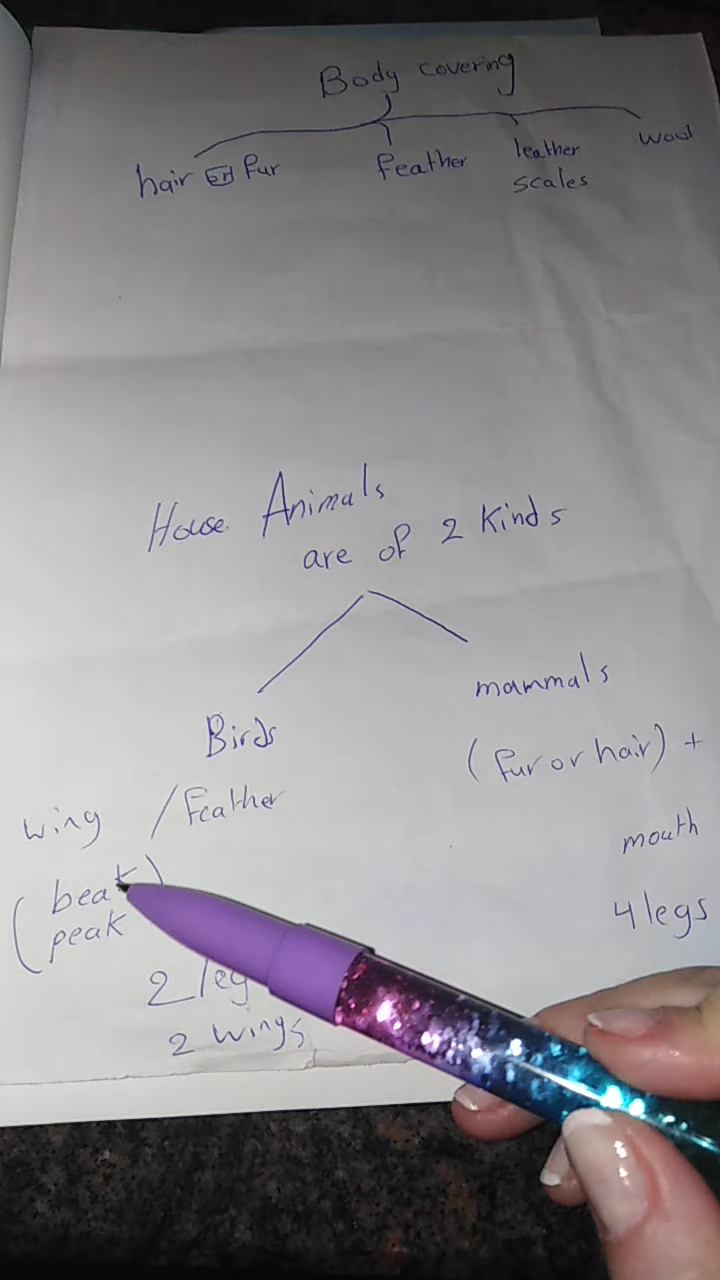 Body covering
hair or fur
feather
leather
scales
wool
House Animals
are of 2 Kinds
Birds
mammals
(fur or hair) +
wing / feather
mouth
(beak)
peak
4 legs
2 leg
2 wings